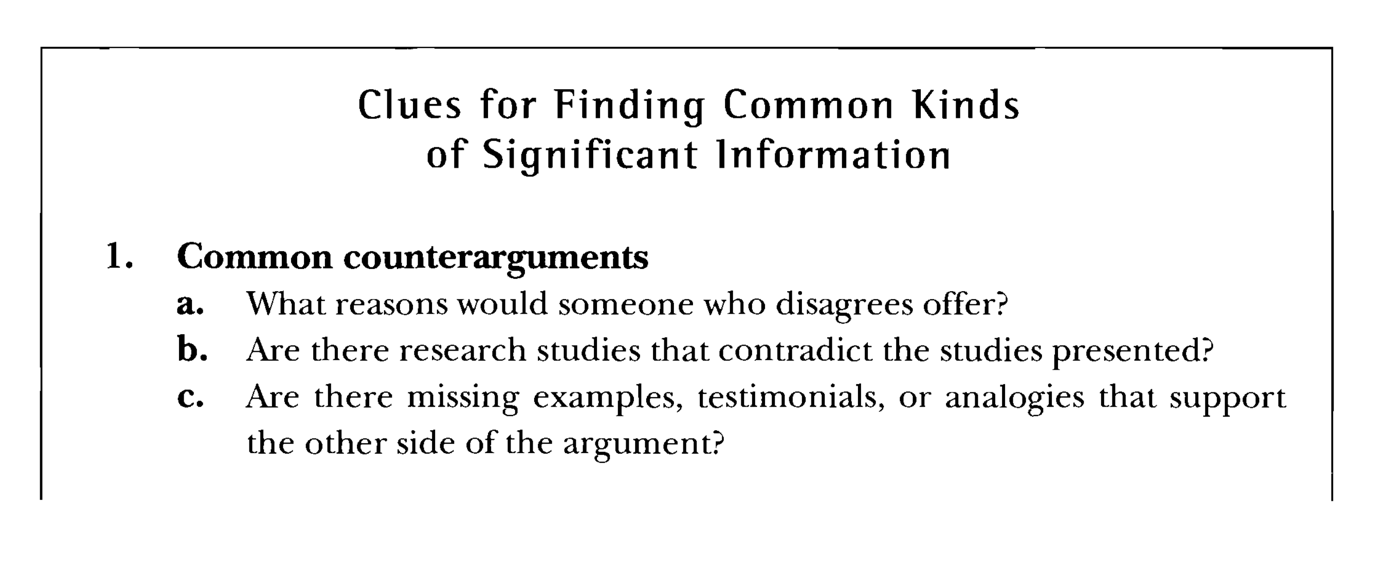 Clues for Finding Common Kinds
of Significant Information
1. Common counterarguments
a. What reasons would someone who disagrees offer?
b. Are there research studies that contradict the studies presented?
c. Are there missing examples, testimonials, or analogies that support
the other side of the argument?